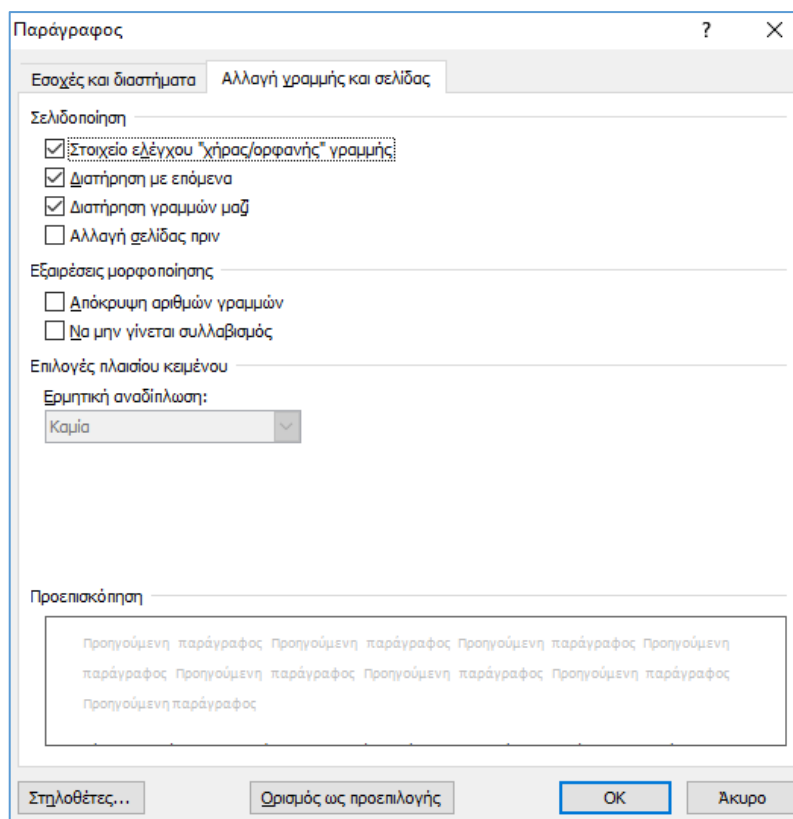 Παράγραφος
Εσοχές και διαστήματα
Αλλαγή γραμμής και σελίδας
Σελιδοποίηση
Στοιχείο ελέγχου "χήρας/ορφανής" γραμμής
Διατήρηση με επόμενα
Διατήρηση γραμμών μαζί
Αλλαγή σελίδας πριν
Εξαιρέσεις μορφοποίησης
Απόκρυψη αριθμών γραμμών
Να μην γίνεται συλλαβισμός
Επιλογές πλαισίου κειμένου
Ερμητική αναδίπλωση:
Καμία
Προεπισκόπηση
Προηγούμενη παράγραφος Προηγούμενη παράγραφος Προηγούμενη παράγραφος Προηγούμενη
παράγραφος Προηγούμενη παράγραφος Προηγούμενη παράγραφος Προηγούμενη παράγραφος
Προηγούμενη παράγραφος
Στηλοθέτες...
Ορισμός ως προεπιλογής
OK
Άκυρο